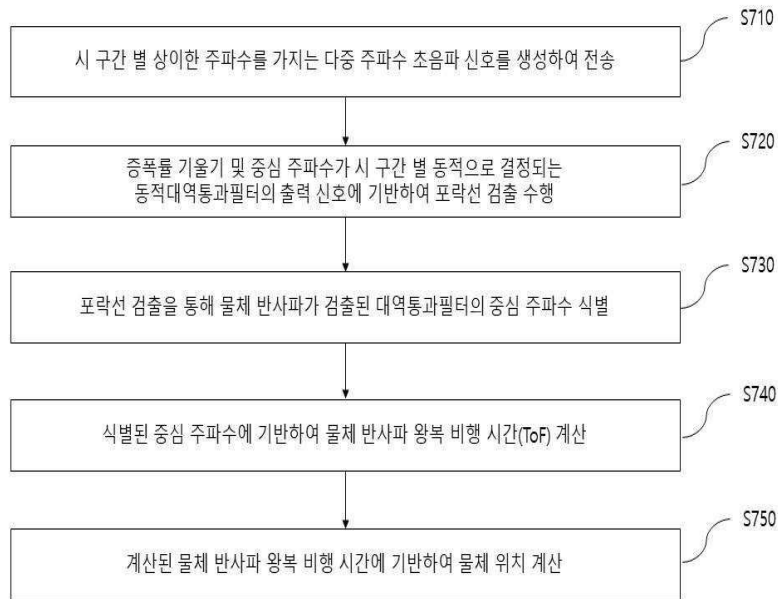 S710
시 구간 별 상이한 주파수를 가지는 다중 주파수 초음파 신호를 생성하여 전송
S720
증폭률 기울기 및 중심 주파수가 시 구간 별 동적으로 결정되는
동적대역통과필터의 출력 신호에 기반하여 포락선 검출 수행
S730
포락선 검출을 통해 물체 반사파가 검출된 대역통과필터의 중심 주파수 식별
S740
식별된 중심 주파수에 기반하여 물체 반사파 왕복 비행 시간(ToF) 계산
S750
계산된 물체 반사파 왕복 비행 시간에 기반하여 물체 위치 계산